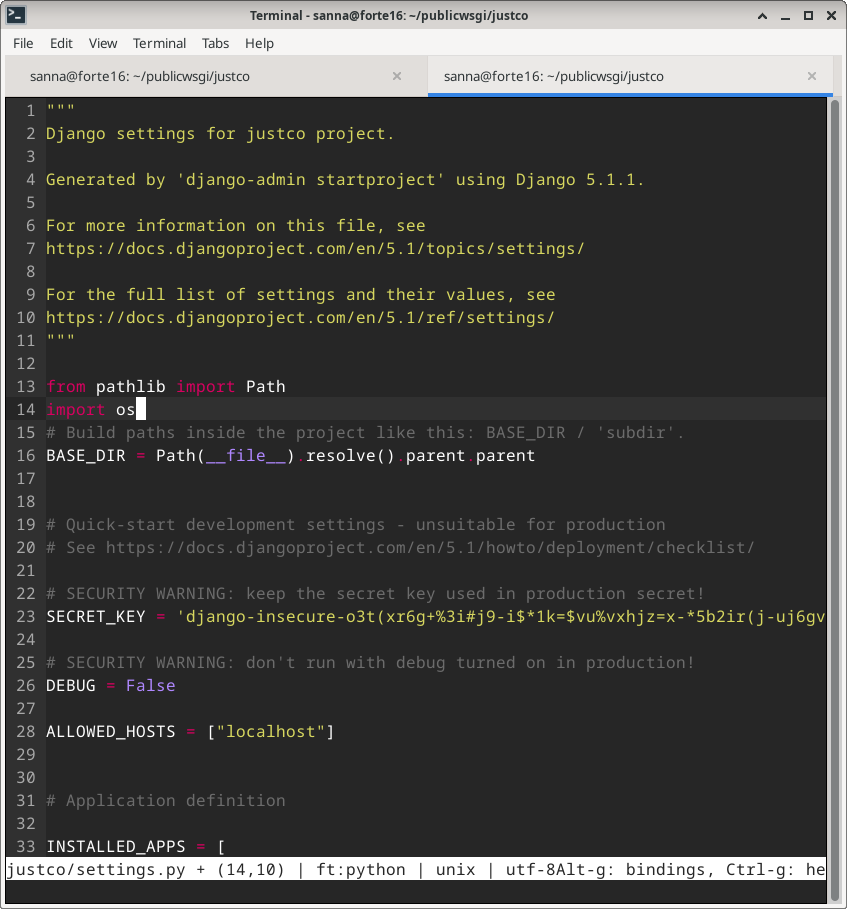 Terminal - sanna@forte16: ~/publicwsgi/justco
File Edit View Terminal Tabs Help
sanna@forte16: ~/publicwsgi/justco × sanna@forte16: ~/publicwsgi/justco ×
1 """
2 Django settings for justco project.
3
4 Generated by 'django-admin startproject' using Django 5.1.1.
5
6 For more information on this file, see
7 https://docs.djangoproject.com/en/5.1/topics/settings/
8
9 For the full list of settings and their values, see
10 https://docs.djangoproject.com/en/5.1/ref/settings/
11 """
12
13 from pathlib import Path
14 import os
15 # Build paths inside the project like this: BASE_DIR / 'subdir'.
16 BASE_DIR = Path(__file__).resolve().parent.parent
17
18
19 # Quick-start development settings - unsuitable for production
20 # See https://docs.djangoproject.com/en/5.1/howto/deployment/checklist/
21
22 # SECURITY WARNING: keep the secret key used in production secret!
23 SECRET_KEY = 'django-insecure-o3t(xr6g+%3i#j9-i$*1k=$vu%vxhjz=x-*5b2ir(j-uj6gv
24
25 # SECURITY WARNING: don't run with debug turned on in production!
26 DEBUG = False
27
28 ALLOWED_HOSTS = ["localhost"]
29
30
31 # Application definition
32
33 INSTALLED_APPS = [
justco/settings.py + (14,10) | ft:python | unix | utf-8Alt-g: bindings, Ctrl-g: he